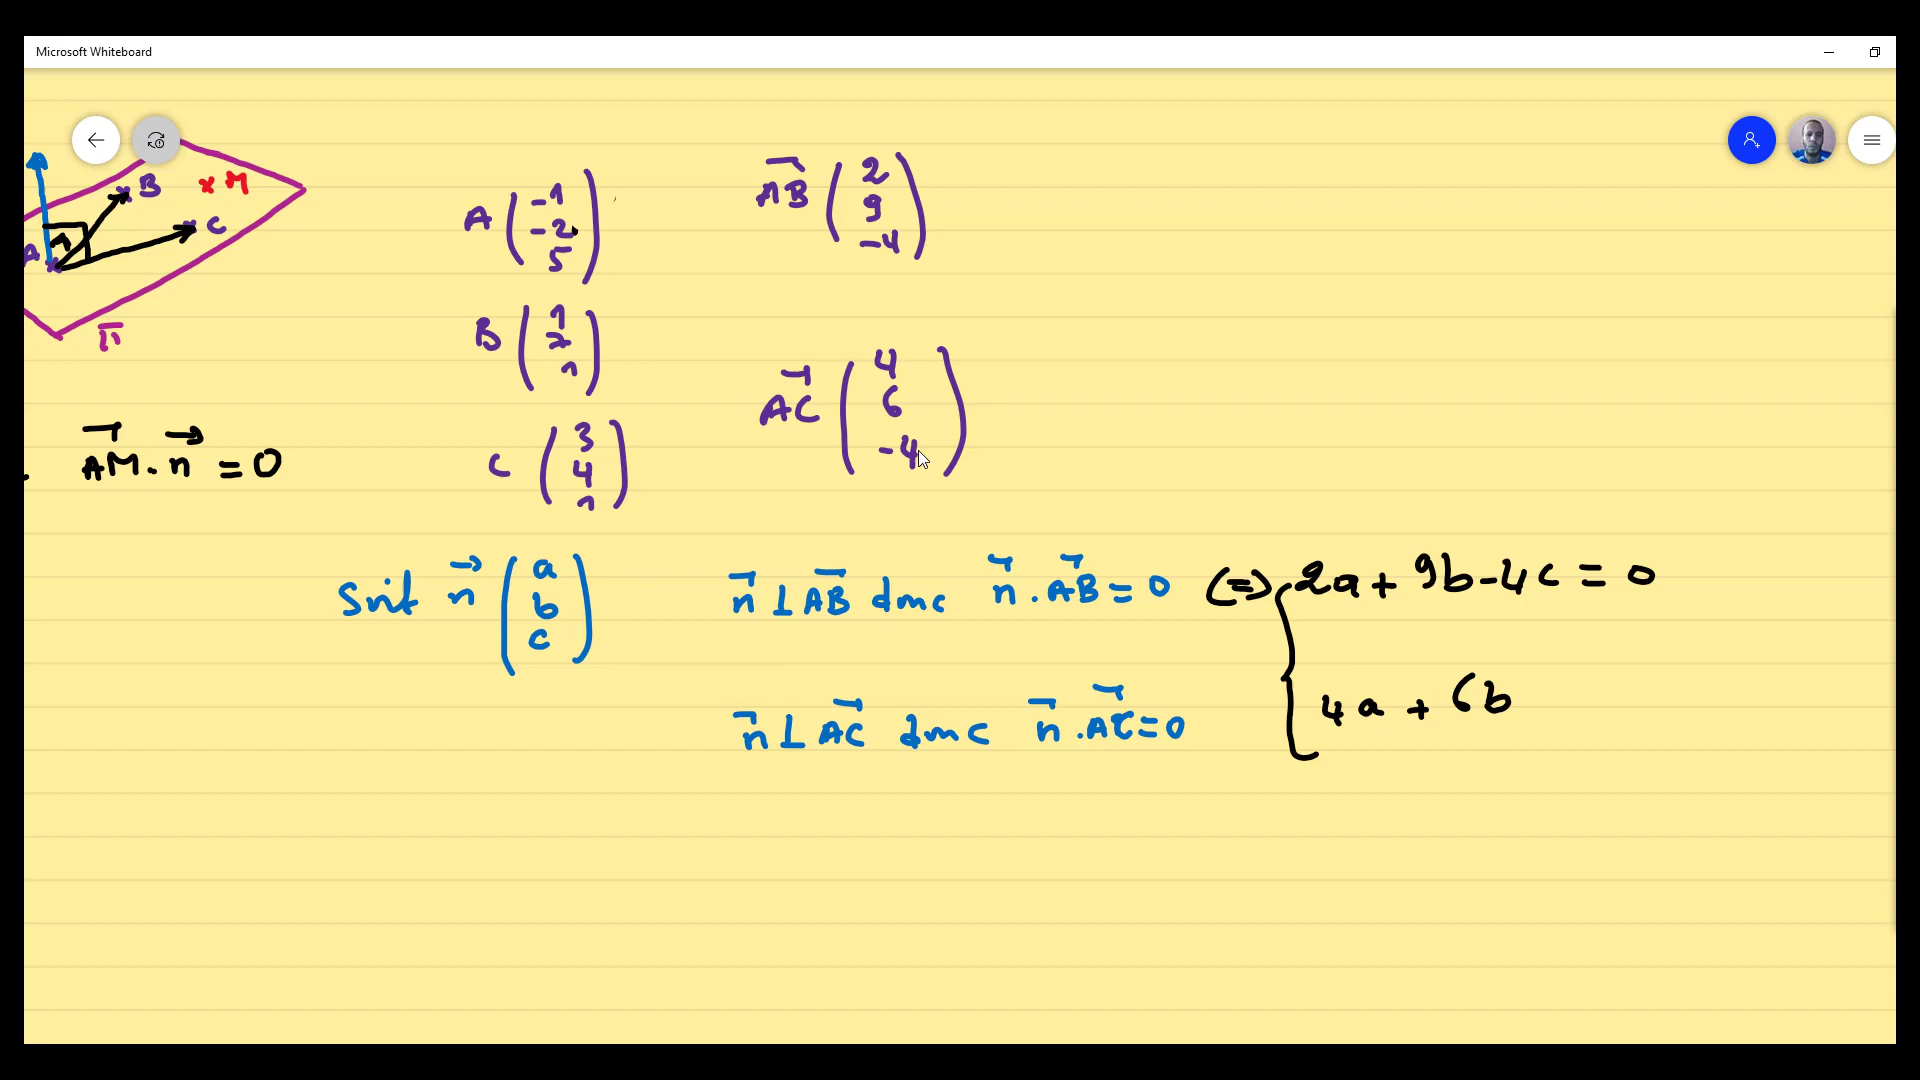 Microsoft Whiteboard
B
x M
C
A
A ( -1 -2 5 )
B ( 1 7 1 )
C ( 3 4 1 )
AB ( 2 9 -4 )
AC ( 4 6 -4 )
AM . n = 0
Soit n ( a b c )
n ⊥ AB donc n . AB = 0 (=) 2a + 9b - 4c = 0
n ⊥ AC donc n . AC = 0 4a + 6b